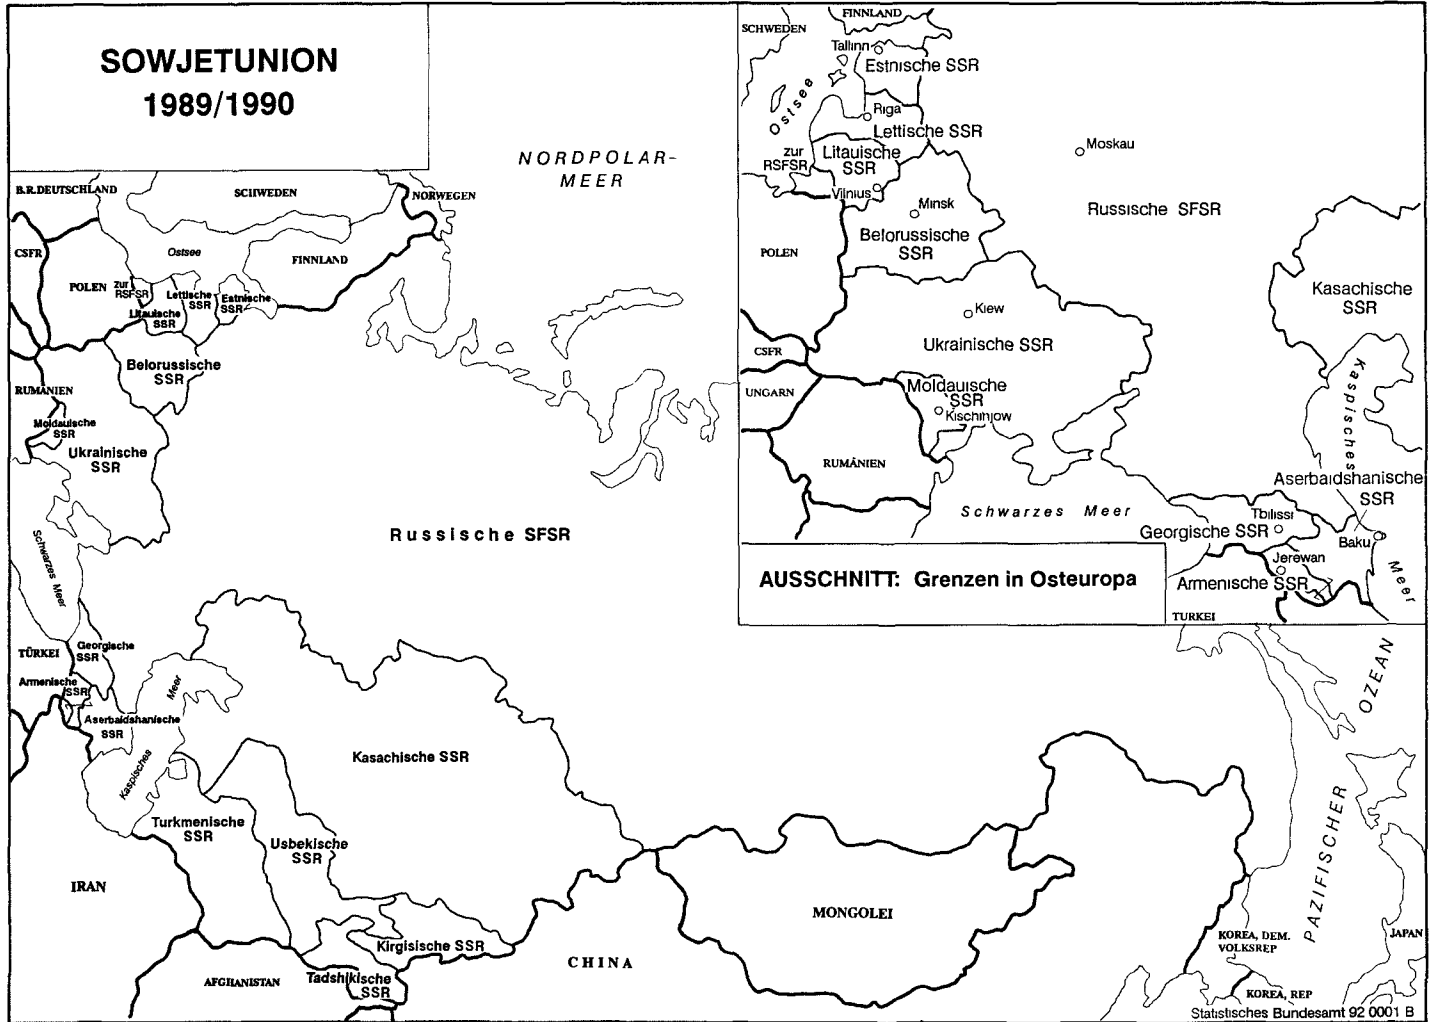 SOWJETUNION
1989/1990
NORDPOLAR-
MEER
B.R.DEUTSCHLAND
SCHWEDEN
NORWEGEN
CSFR
Ostsee
FINNLAND
POLEN
zur
RSFSR
Lettische
SSR
Estnische
SSR
Litauische
SSR
Belorussische
SSR
RUMÄNIEN
Moldauische
SSR
Ukrainische
SSR
Schwarzes Meer
Russische SFSR
TÜRKEI
Georgische
SSR
Armenische
SSR
Aserbaidshanische
SSR
Kaspisches
Meer
Kasachische SSR
Turkmenische
SSR
Usbekische
SSR
IRAN
MONGOLEI
Kirgisische SSR
CHINA
AFGHANISTAN
Tadshikische
SSR
SCHWEDEN
FINNLAND
Tallinn
Estnische SSR
Ostsee
Riga
Lettische SSR
zur
RSFSR
Litauische
SSR
Vilnius
Moskau
Minsk
Russische SFSR
Belorussische
SSR
POLEN
Kasachische
SSR
Kiew
Ukrainische SSR
CSFR
UNGARN
Moldauische
SSR
Kischinjow
RUMÄNIEN
Kaspisches
Meer
Aserbaidshanische
SSR
Schwarzes Meer
Tbilissi
Georgische SSR
Baku
Jerewan
Armenische SSR
TÜRKEI
AUSSCHNITT: Grenzen in Osteuropa
PAZIFISCHER
OZEAN
KOREA, DEM.
VOLKSREP
JAPAN
KOREA, REP
Statistisches Bundesamt 92 0001 B